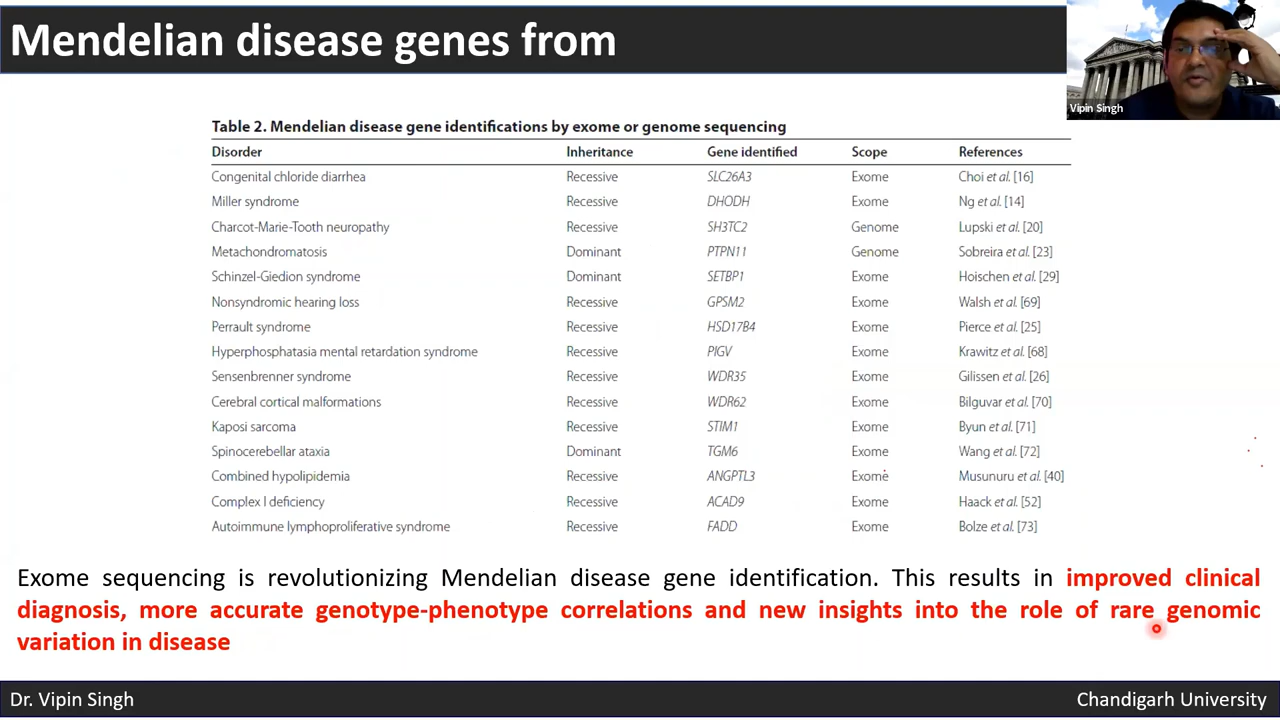 Mendelian disease genes from
Vipin Singh
Table 2. Mendelian disease gene identifications by exome or genome sequencing
Disorder Inheritance Gene identified Scope References
Congenital chloride diarrhea Recessive SLC26A3 Exome Choi et al. [16]
Miller syndrome Recessive DHODH Exome Ng et al. [14]
Charcot-Marie-Tooth neuropathy Recessive SH3TC2 Genome Lupski et al. [20]
Metachondromatosis Dominant PTPN11 Genome Sobreira et al. [23]
Schinzel-Giedion syndrome Dominant SETBP1 Exome Hoischen et al. [29]
Nonsyndromic hearing loss Recessive GPSM2 Exome Walsh et al. [69]
Perrault syndrome Recessive HSD17B4 Exome Pierce et al. [25]
Hyperphosphatasia mental retardation syndrome Recessive PIGV Exome Krawitz et al. [68]
Sensenbrenner syndrome Recessive WDR35 Exome Gilissen et al. [26]
Cerebral cortical malformations Recessive WDR62 Exome Bilguvar et al. [70]
Kaposi sarcoma Recessive STIM1 Exome Byun et al. [71]
Spinocerebellar ataxia Dominant TGM6 Exome Wang et al. [72]
Combined hypolipidemia Recessive ANGPTL3 Exome Musunuru et al. [40]
Complex I deficiency Recessive ACAD9 Exome Haack et al. [52]
Autoimmune lymphoproliferative syndrome Recessive FADD Exome Bolze et al. [73]
Exome sequencing is revolutionizing Mendelian disease gene identification. This results in improved clinical
diagnosis, more accurate genotype-phenotype correlations and new insights into the role of rare genomic
variation in disease
Dr. Vipin Singh
Chandigarh University